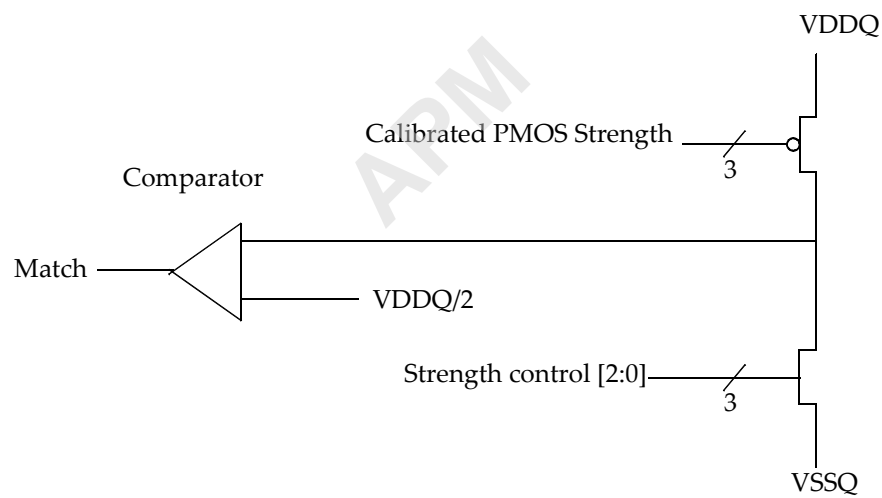 VDDQ
APM
Calibrated PMOS Strength
3
Comparator
Match
VDDQ/2
Strength control [2:0]
3
VSSQ